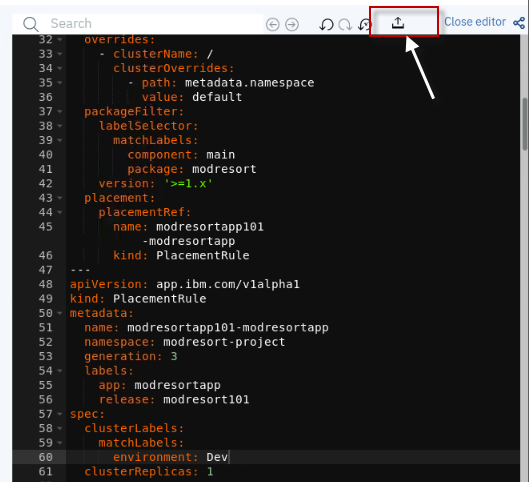 Search
Close editor
32 overrides:
33 - clusterName: /
34 clusterOverrides:
35 - path: metadata.namespace
36 value: default
37 packageFilter:
38 labelSelector:
39 matchLabels:
40 component: main
41 package: modresort
42 version: '>=1.x'
43 placement:
44 placementRef:
45 name: modresortapp101
-modresortapp
46 kind: PlacementRule
47 ---
48 apiVersion: app.ibm.com/v1alpha1
49 kind: PlacementRule
50 metadata:
51 name: modresortapp101-modresortapp
52 namespace: modresort-project
53 generation: 3
54 labels:
55 app: modresortapp
56 release: modresort101
57 spec:
58 clusterLabels:
59 matchLabels:
60 environment: Dev
61 clusterReplicas: 1